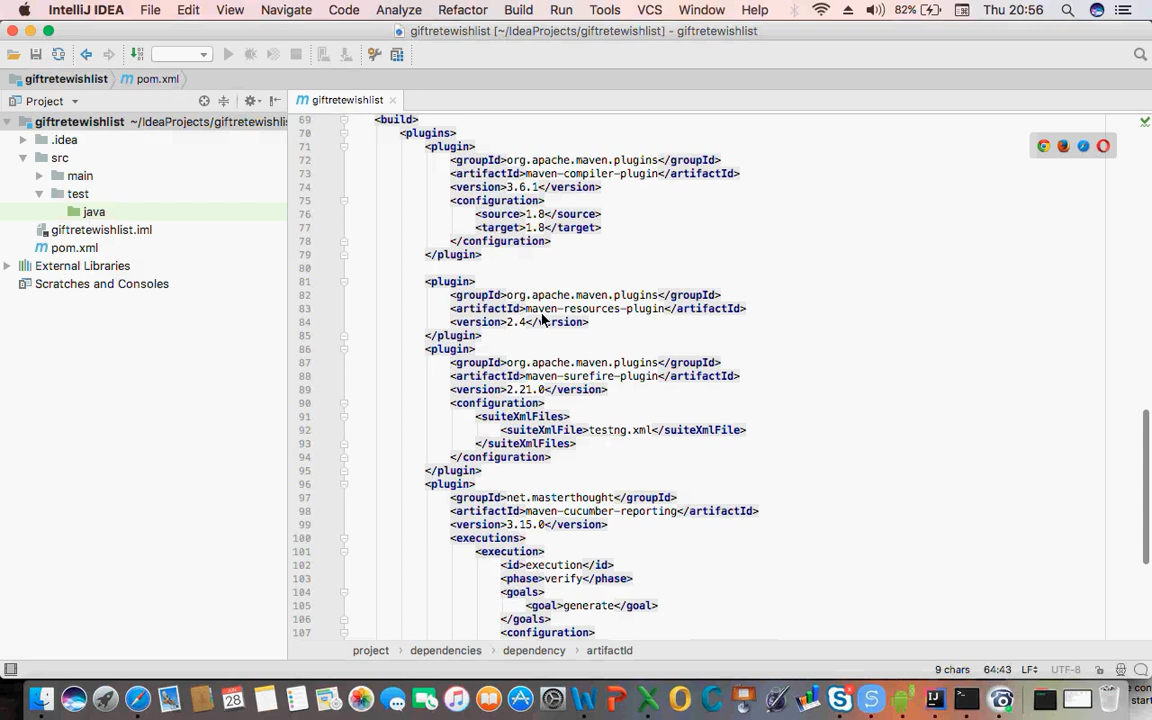 IntelliJ IDEA File Edit View Navigate Code Analyze Refactor Build Run Tools VCS Window Help 82% Thu 20:56
giftretewishlist [~/IdeaProjects/giftretewishlist] - giftretewishlist
giftretewishlist pom.xml
Project
giftretewishlist
giftretewishlist ~/IdeaProjects/giftretewishli
.idea
src
main
test
java
giftretewishlist.iml
pom.xml
External Libraries
Scratches and Consoles
69 <build>
70 <plugins>
71 <plugin>
72 <groupId>org.apache.maven.plugins</groupId>
73 <artifactId>maven-compiler-plugin</artifactId>
74 <version>3.6.1</version>
75 <configuration>
76 <source>1.8</source>
77 <target>1.8</target>
78 </configuration>
79 </plugin>
80
81 <plugin>
82 <groupId>org.apache.maven.plugins</groupId>
83 <artifactId>maven-resources-plugin</artifactId>
84 <version>2.4</version>
85 </plugin>
86 <plugin>
87 <groupId>org.apache.maven.plugins</groupId>
88 <artifactId>maven-surefire-plugin</artifactId>
89 <version>2.21.0</version>
90 <configuration>
91 <suiteXmlFiles>
92 <suiteXmlFile>testng.xml</suiteXmlFile>
93 </suiteXmlFiles>
94 </configuration>
95 </plugin>
96 <plugin>
97 <groupId>net.masterthought</groupId>
98 <artifactId>maven-cucumber-reporting</artifactId>
99 <version>3.15.0</version>
100 <executions>
101 <execution>
102 <id>execution</id>
103 <phase>verify</phase>
104 <goals>
105 <goal>generate</goal>
106 </goals>
107 <configuration>
project dependencies dependency artifactId
9 chars 64:43 LF UTF-8
28